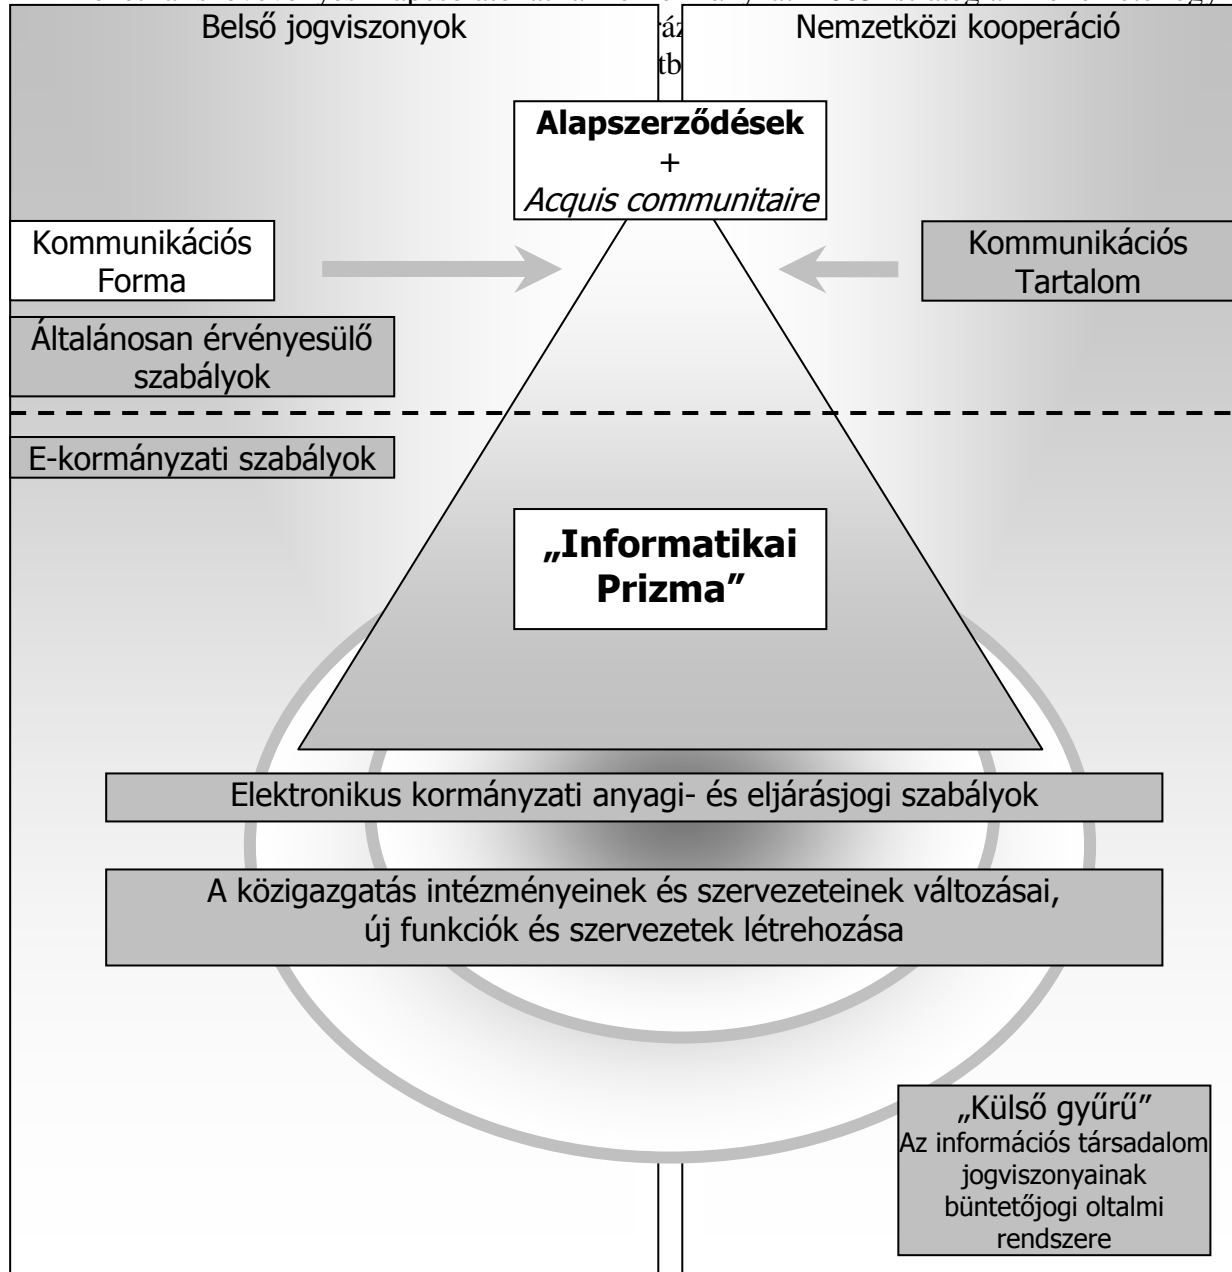 Belső jogviszonyok
Nemzetközi kooperáció
Alapszerződések
+
Acquis communitaire
Kommunikációs
Forma
Kommunikációs
Tartalom
Általánosan érvényesülő
szabályok
E-kormányzati szabályok
„Informatikai
Prizma”
Elektronikus kormányzati anyagi- és eljárásjogi szabályok
A közigazgatás intézményeinek és szervezeteinek változásai,
új funkciók és szervezetek létrehozása
„Külső gyűrű”
Az információs társadalom
jogviszonyainak
büntetőjogi oltalmi
rendszere